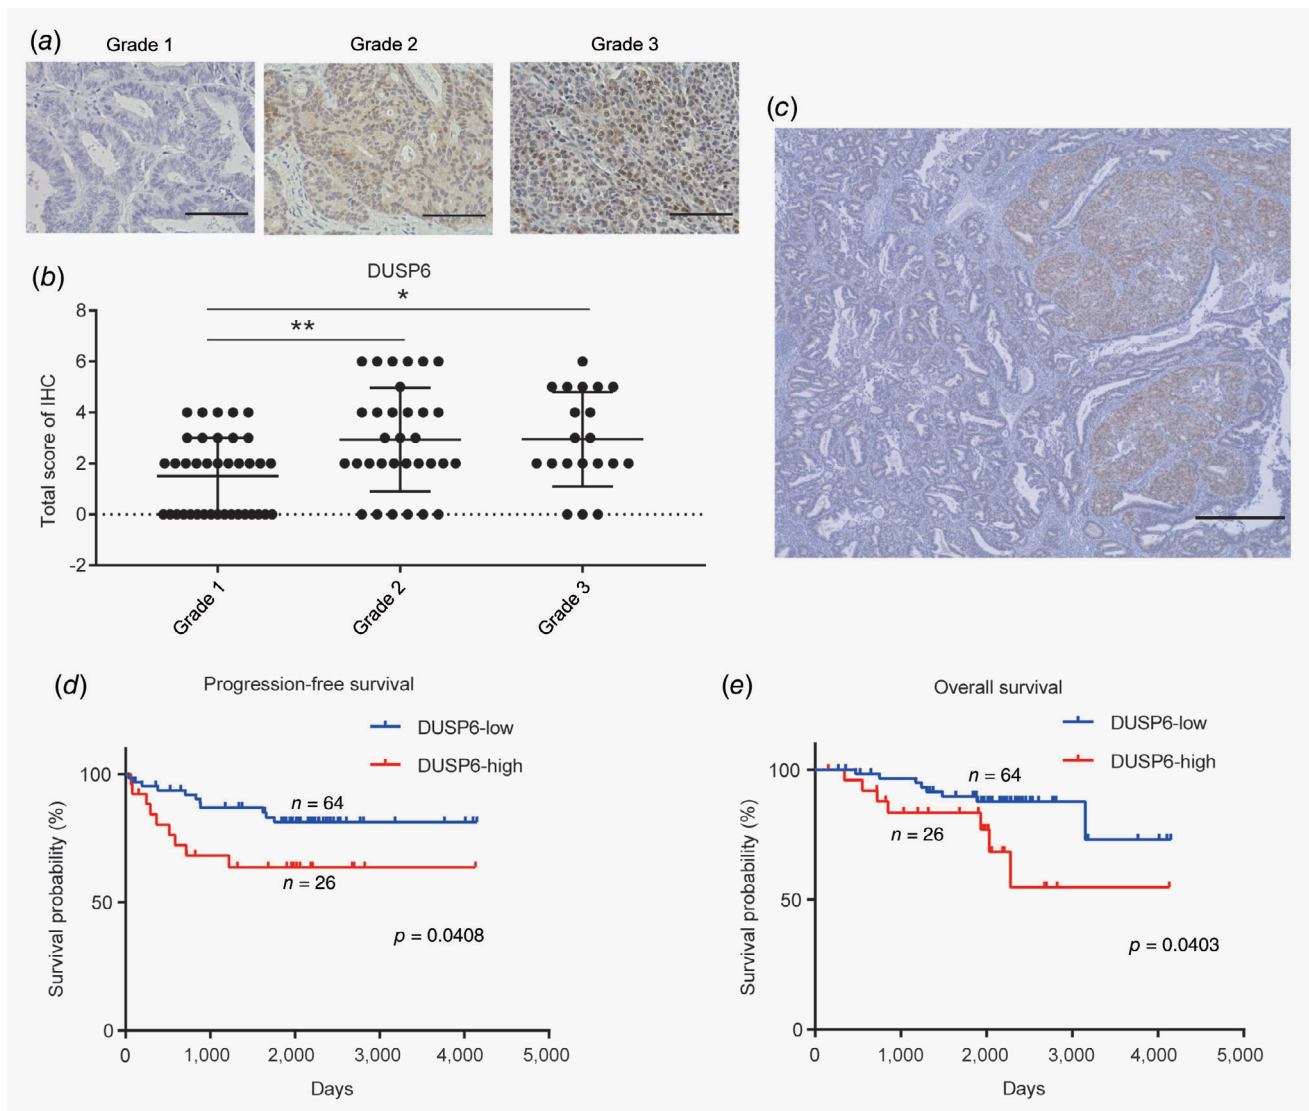 (a)
Grade 1
Grade 2
Grade 3
(b)
DUSP6
*
**
Total score of IHC
8
6
4
2
0
-2
Grade 1
Grade 2
Grade 3
(c)
(d)
Progression-free survival
DUSP6-low
DUSP6-high
Survival probability (%)
100
50
0
n = 64
n = 26
p = 0.0408
0
1,000
2,000
3,000
4,000
5,000
Days
(e)
Overall survival
DUSP6-low
DUSP6-high
Survival probability (%)
100
50
0
n = 64
n = 26
p = 0.0403
0
1,000
2,000
3,000
4,000
5,000
Days